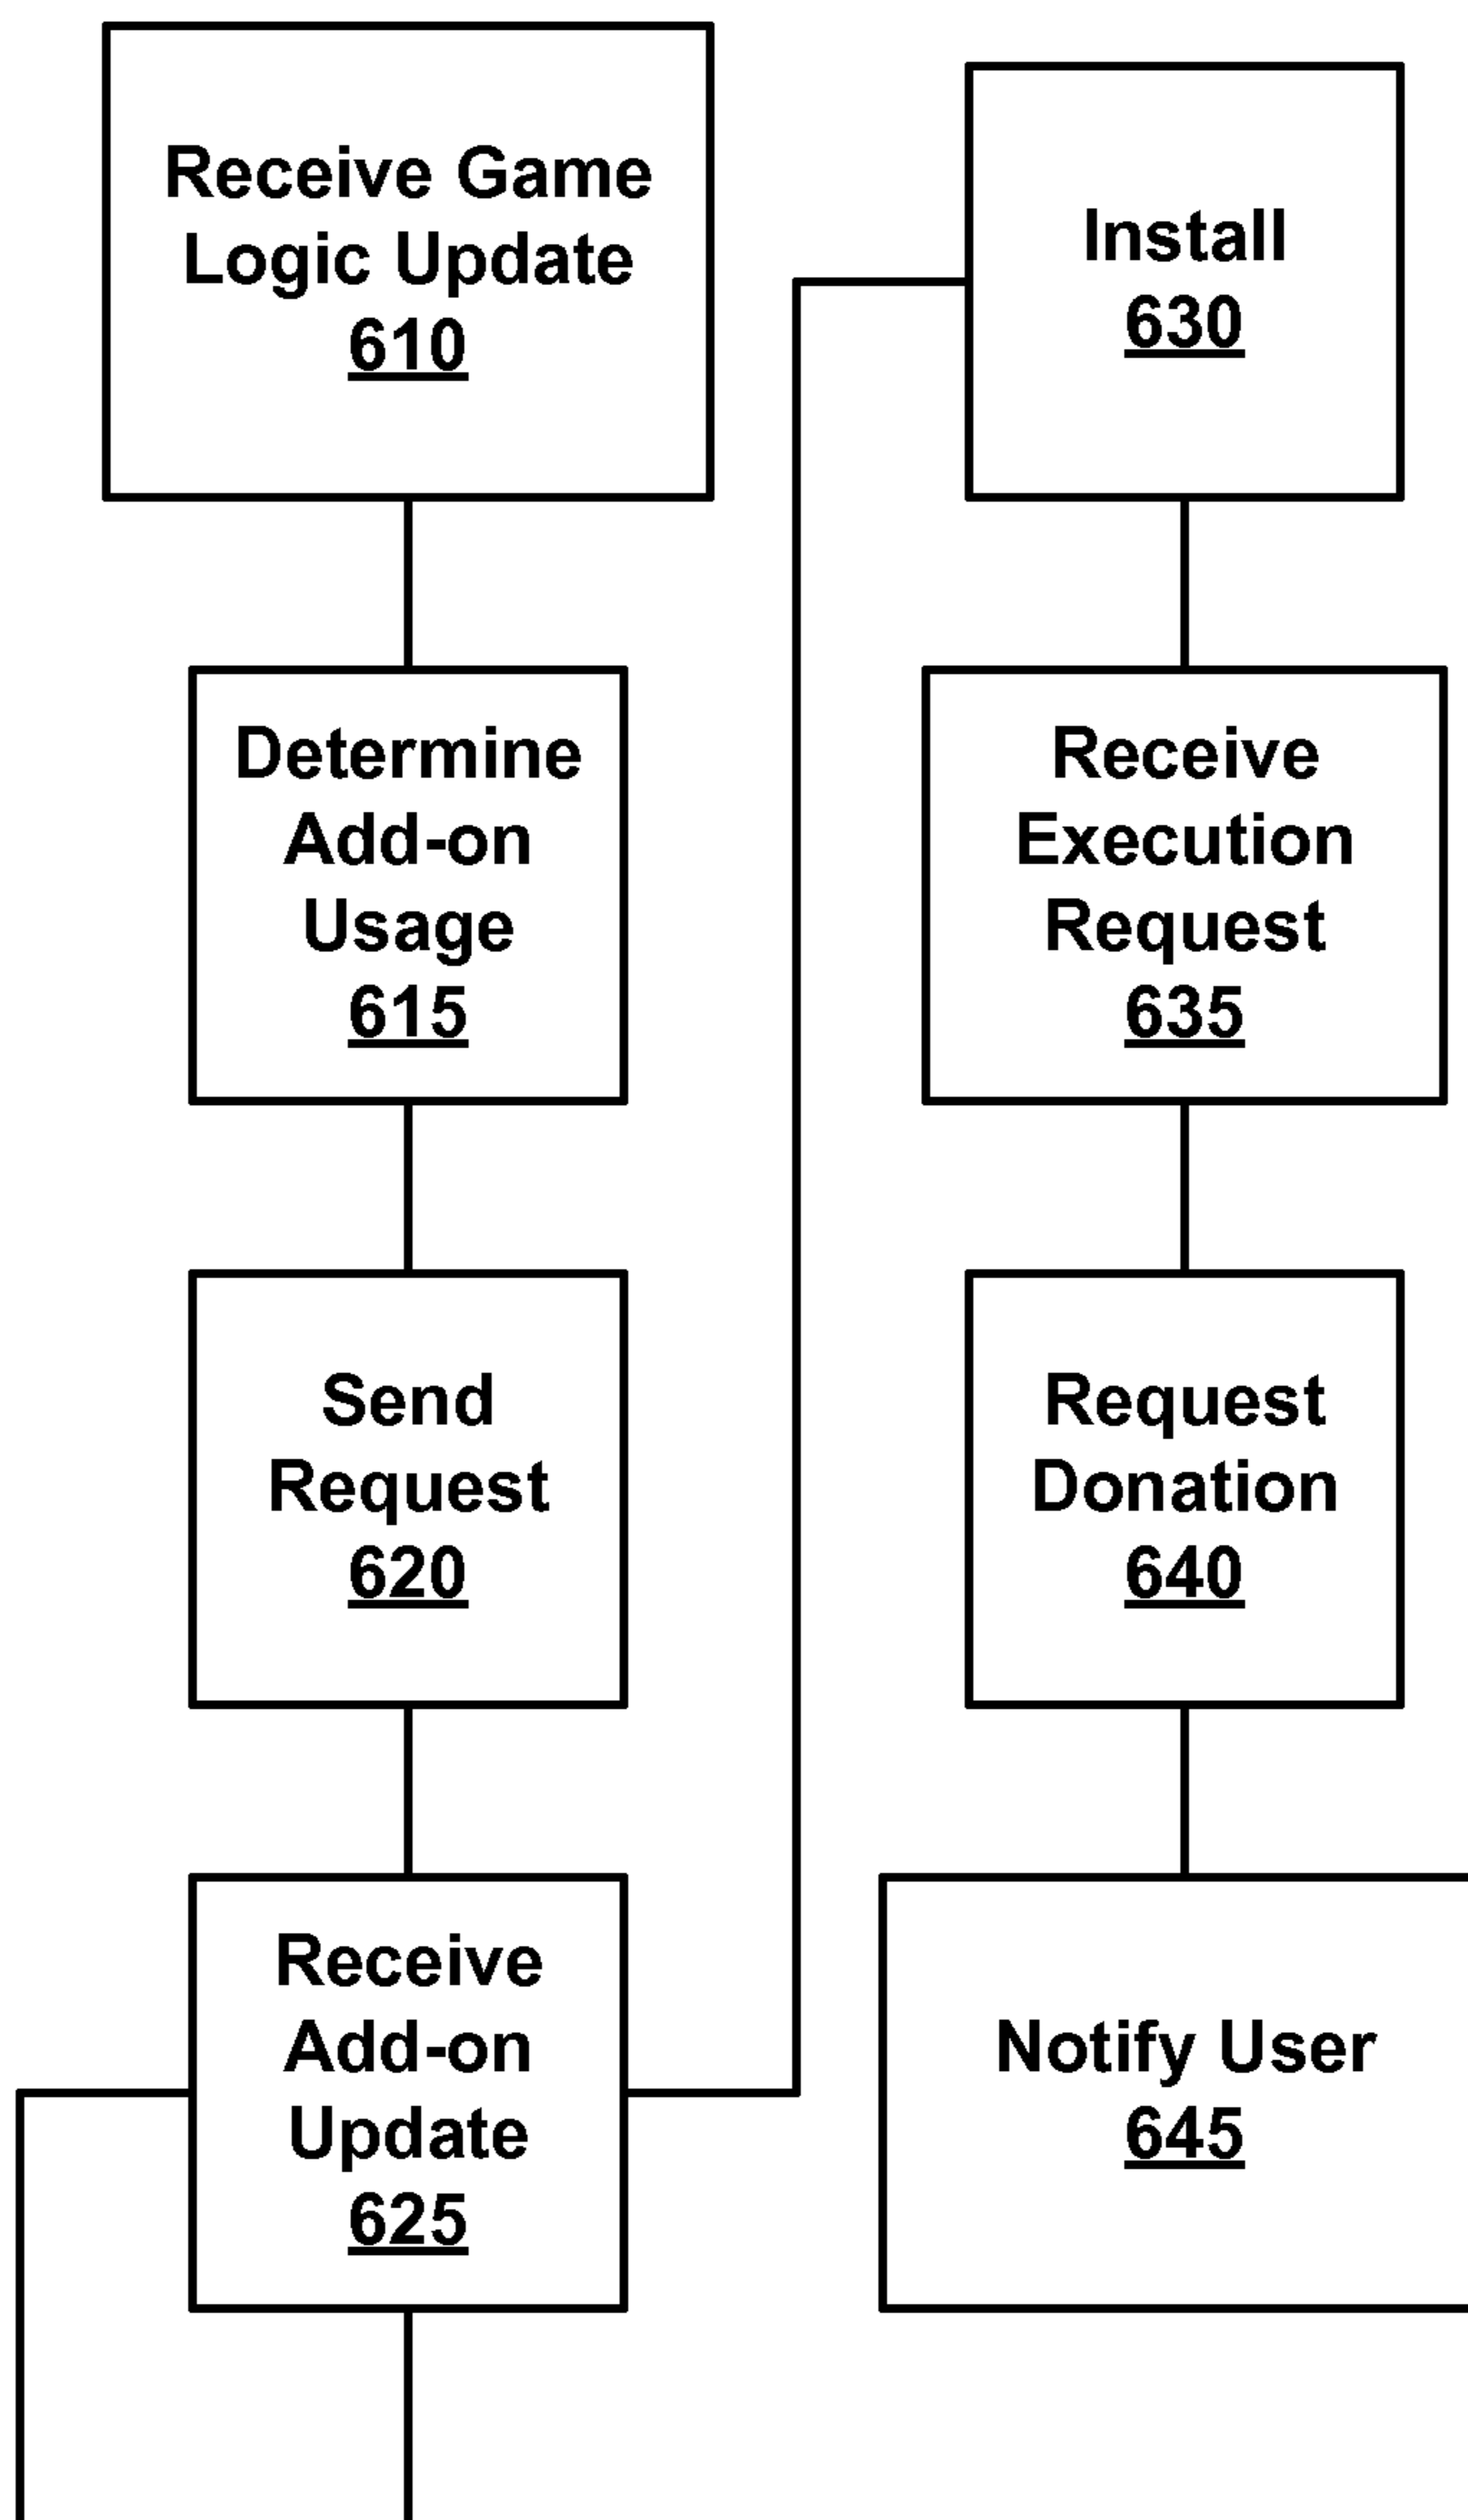 Receive Game
Logic Update
610
Determine
Add-on
Usage
615
Send
Request
620
Receive
Add-on
Update
625
Install
630
Receive
Execution
Request
635
Request
Donation
640
Notify User
645